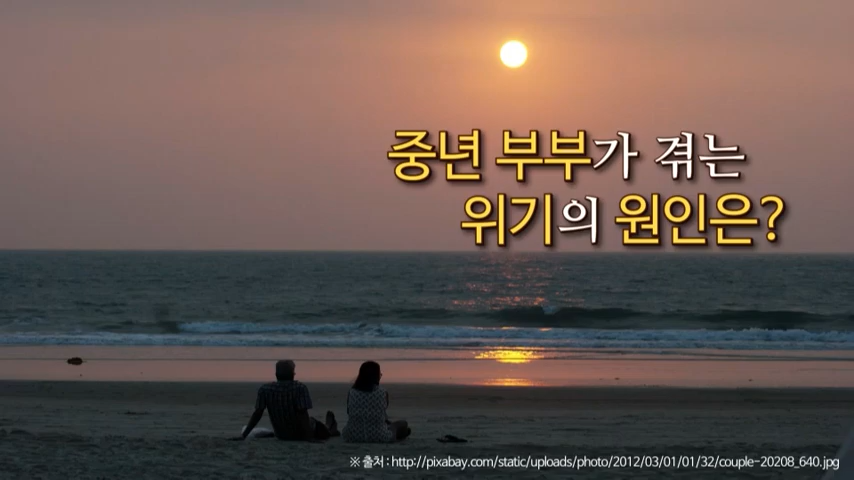 중년 부부가 겪는
위기의 원인은?
※ 출처 : http://pixabay.com/static/uploads/photo/2012/03/01/01/32/couple-20208_640.jpg